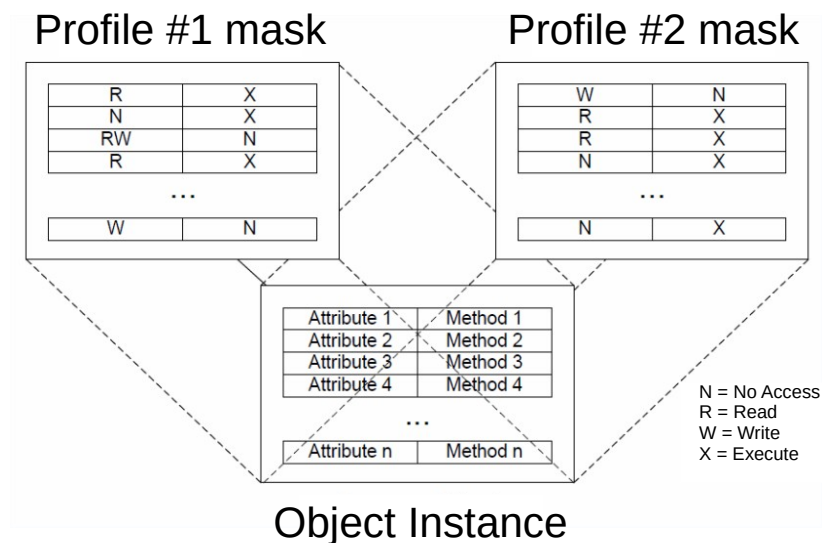 Profile #1 mask
Profile #2 mask
R X
N X
RW N
R X
...
W N
W N
R X
R X
N X
...
N X
Attribute 1 Method 1
Attribute 2 Method 2
Attribute 3 Method 3
Attribute 4 Method 4
...
Attribute n Method n
N = No Access
R = Read
W = Write
X = Execute
Object Instance